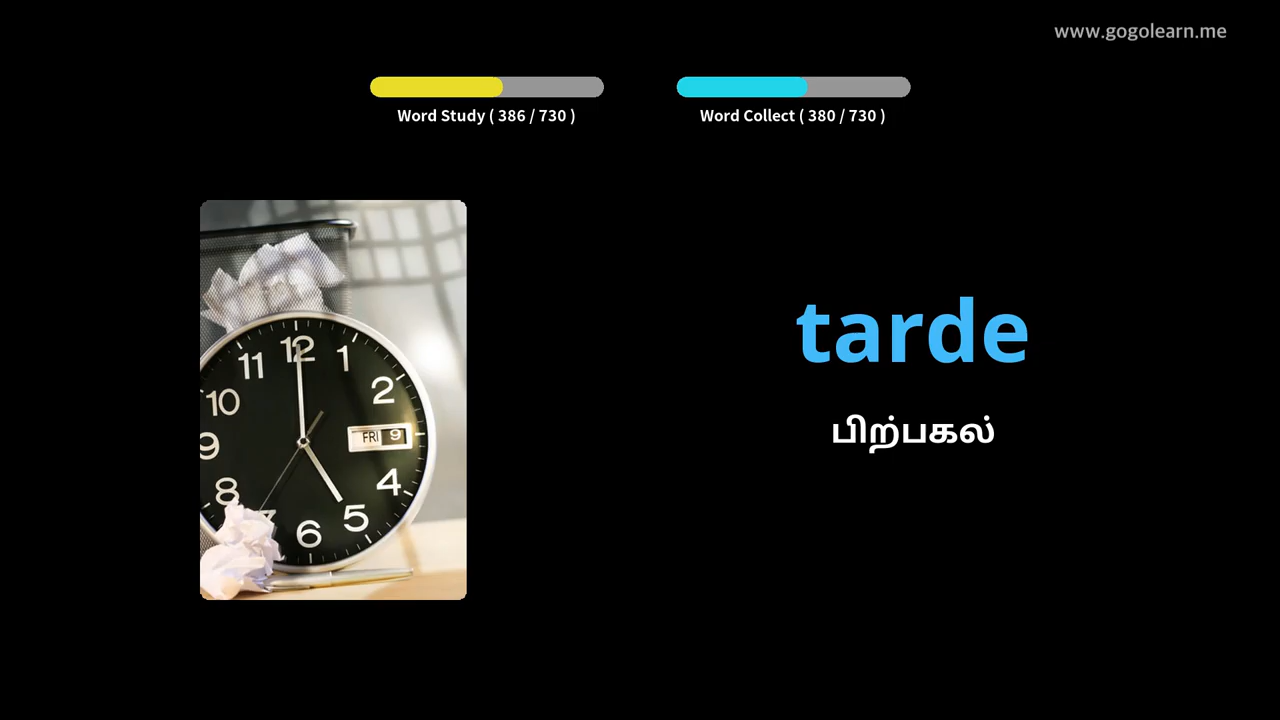 www.gogolearn.me
Word Study ( 386 / 730 )
Word Collect ( 380 / 730 )
12
11
1
10
2
9
FRI 9
8
4
7
5
6
tarde
பிற்பகல்